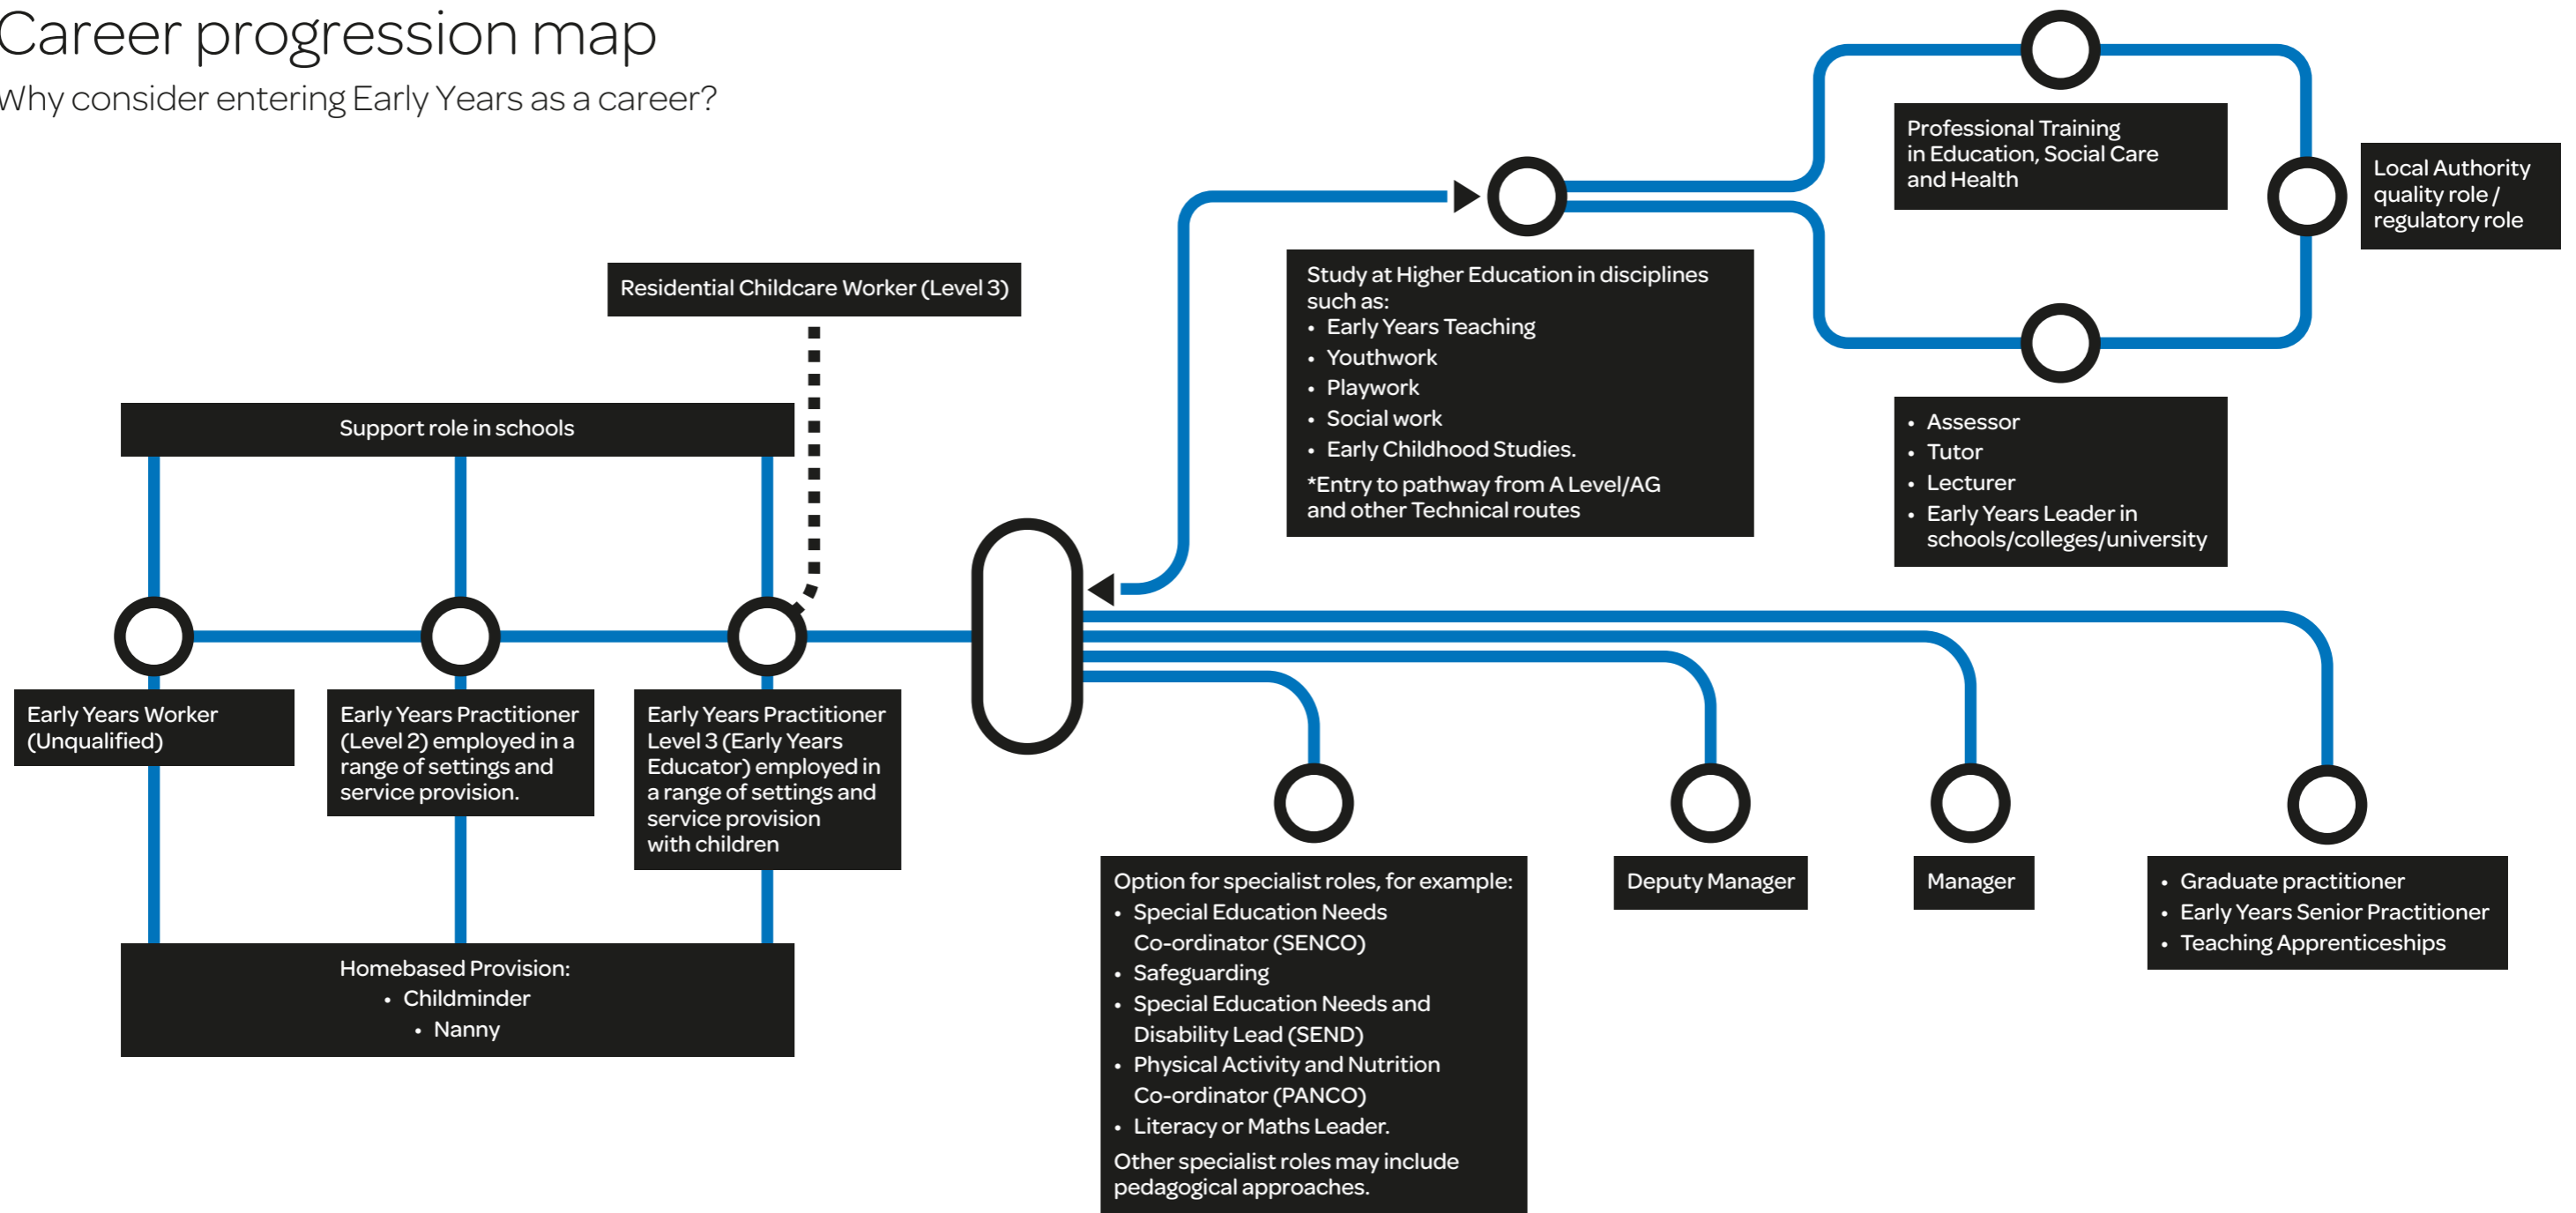 Career progression map
Why consider entering Early Years as a career?
Professional Training
in Education, Social Care
and Health
Local Authority
quality role /
regulatory role
Study at Higher Education in disciplines
such as:
• Early Years Teaching
• Youthwork
• Playwork
• Social work
• Early Childhood Studies.
*Entry to pathway from A Level/AG
and other Technical routes
• Assessor
• Tutor
• Lecturer
• Early Years Leader in
schools/colleges/university
Residential Childcare Worker (Level 3)
Support role in schools
Early Years Worker
(Unqualified)
Early Years Practitioner
(Level 2) employed in a
range of settings and
service provision.
Early Years Practitioner
Level 3 (Early Years
Educator) employed in
a range of settings and
service provision
with children
Homebased Provision:
• Childminder
• Nanny
Option for specialist roles, for example:
• Special Education Needs
Co-ordinator (SENCO)
• Safeguarding
• Special Education Needs and
Disability Lead (SEND)
• Physical Activity and Nutrition
Co-ordinator (PANCO)
• Literacy or Maths Leader.
Other specialist roles may include
pedagogical approaches.
Deputy Manager
Manager
• Graduate practitioner
• Early Years Senior Practitioner
• Teaching Apprenticeships